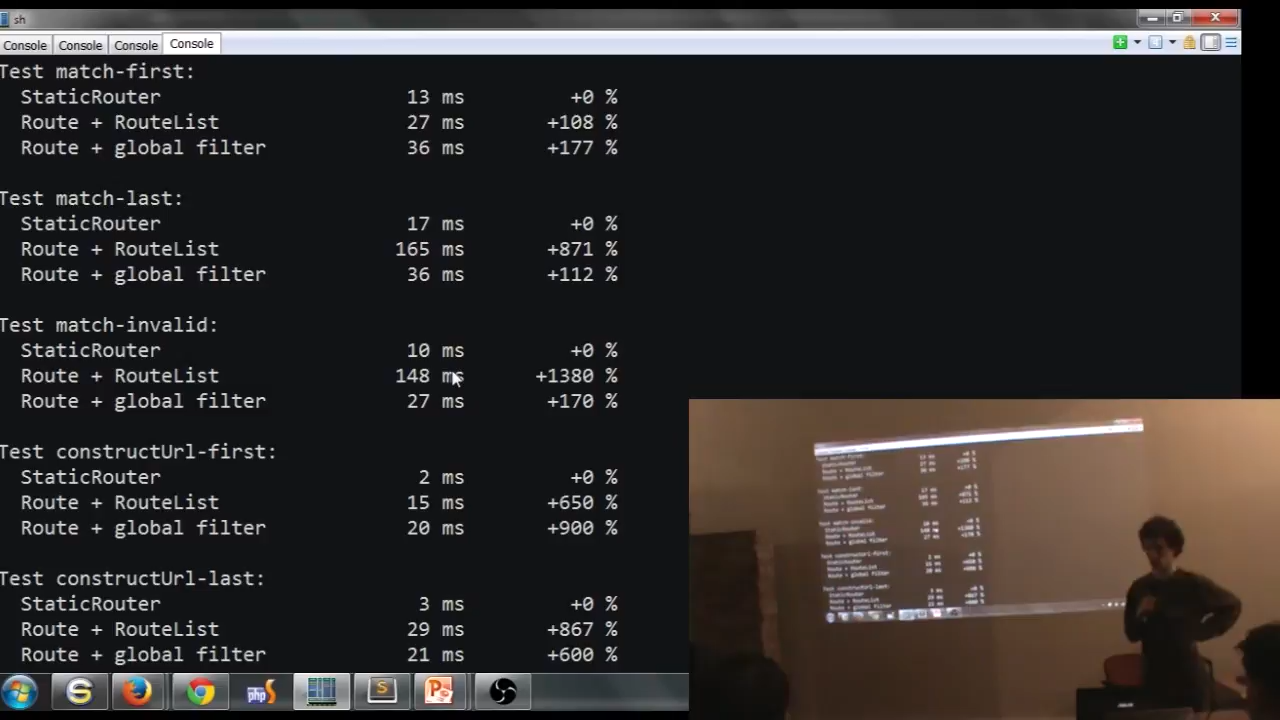 sh
Console Console Console Console
Test match-first:
StaticRouter 13 ms +0 %
Route + RouteList 27 ms +108 %
Route + global filter 36 ms +177 %
Test match-last:
StaticRouter 17 ms +0 %
Route + RouteList 165 ms +871 %
Route + global filter 36 ms +112 %
Test match-invalid:
StaticRouter 10 ms +0 %
Route + RouteList 148 ms +1380 %
Route + global filter 27 ms +170 %
Test constructUrl-first:
StaticRouter 2 ms +0 %
Route + RouteList 15 ms +650 %
Route + global filter 20 ms +900 %
Test constructUrl-last:
StaticRouter 3 ms +0 %
Route + RouteList 29 ms +867 %
Route + global filter 21 ms +600 %
php